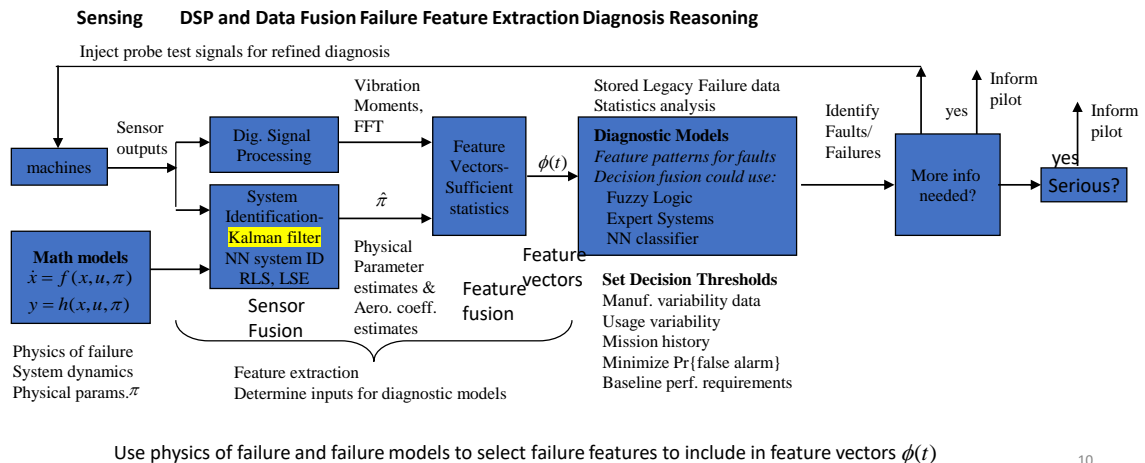 Sensing DSP and Data Fusion Failure Feature Extraction Diagnosis Reasoning
Inject probe test signals for refined diagnosis
Sensor
outputs
machines
Dig. Signal
Processing
Vibration
Moments,
FFT
System
Identification-
Kalman filter
NN system ID
RLS, LSE
Sensor
Fusion
π̂
Physical
Parameter
estimates &
Aero. coeff.
estimates
Math models
ẋ = f(x,u,π)
y = h(x,u,π)
Physics of failure
System dynamics
Physical params.π
Feature
Vectors-
Sufficient
statistics
Feature
fusion
ϕ(t)
Feature
vectors
Feature extraction
Determine inputs for diagnostic models
Stored Legacy Failure data
Statistics analysis
Diagnostic Models
Feature patterns for faults
Decision fusion could use:
Fuzzy Logic
Expert Systems
NN classifier
Set Decision Thresholds
Manuf. variability data
Usage variability
Mission history
Minimize Pr{false alarm}
Baseline perf. requirements
Identify
Faults/
Failures
More info
needed?
yes
Inform
pilot
Serious?
yes
Inform
pilot
Use physics of failure and failure models to select failure features to include in feature vectors ϕ(t)
10